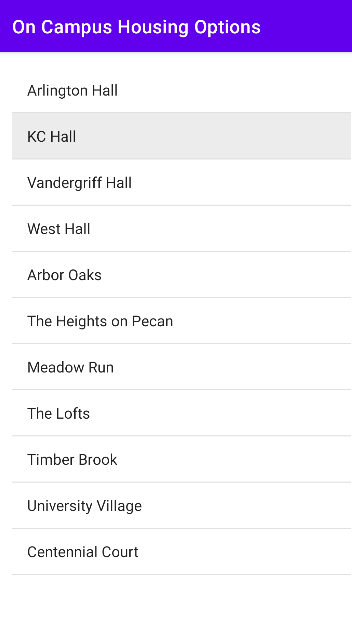 On Campus Housing Options
Arlington Hall
KC Hall
Vandergriff Hall
West Hall
Arbor Oaks
The Heights on Pecan
Meadow Run
The Lofts
Timber Brook
University Village
Centennial Court